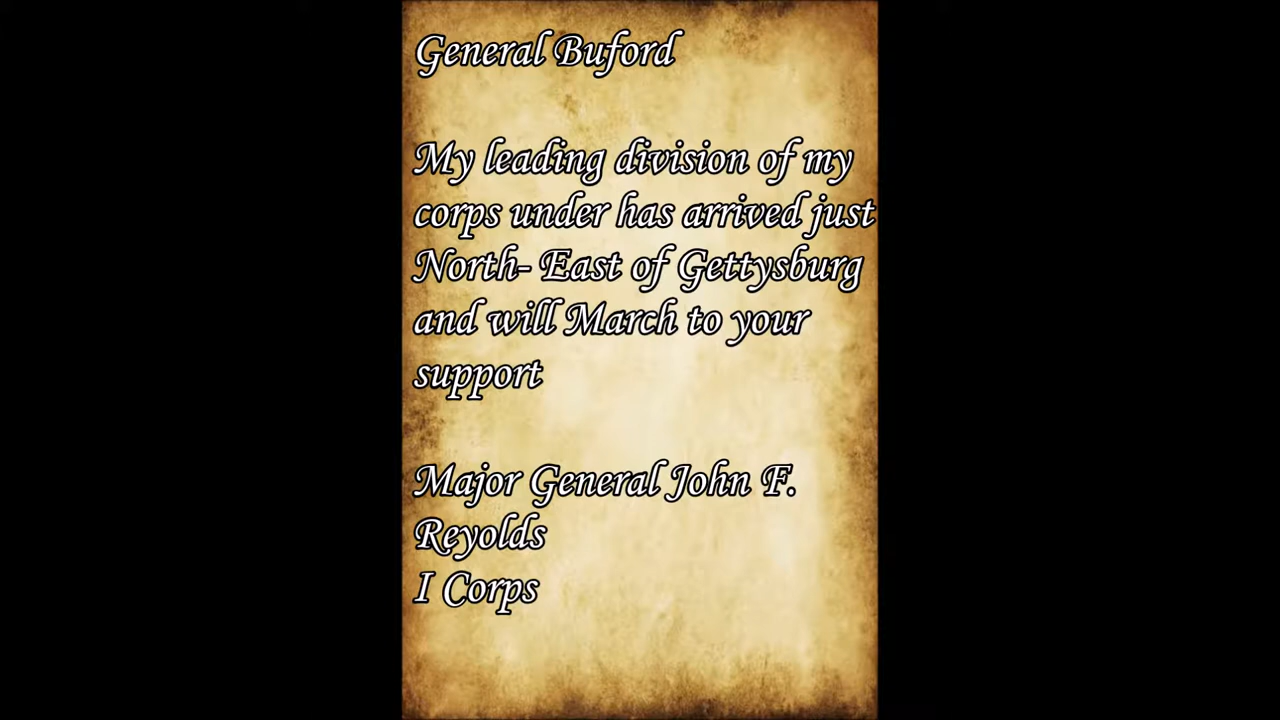 General Buford
My leading division of my
corps under has arrived just
North- East of Gettysburg
and will March to your
support
Major General John F.
Reyolds
I Corps